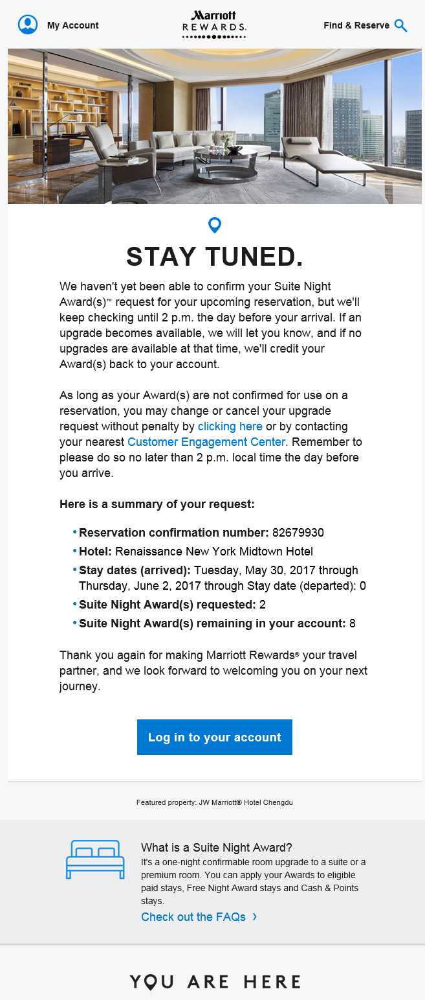 My Account
Marriott
REWARDS.
Find & Reserve
STAY TUNED.
We haven't yet been able to confirm your Suite Night
Award(s)™ request for your upcoming reservation, but we'll
keep checking until 2 p.m. the day before your arrival. If an
upgrade becomes available, we will let you know, and if no
upgrades are available at that time, we'll credit your
Award(s) back to your account.
As long as your Award(s) are not confirmed for use on a
reservation, you may change or cancel your upgrade
request without penalty by clicking here or by contacting
your nearest Customer Engagement Center. Remember to
please do so no later than 2 p.m. local time the day before
you arrive.
Here is a summary of your request:
• Reservation confirmation number: 82679930
• Hotel: Renaissance New York Midtown Hotel
• Stay dates (arrived): Tuesday, May 30, 2017 through
Thursday, June 2, 2017 through Stay date (departed): 0
• Suite Night Award(s) requested: 2
• Suite Night Award(s) remaining in your account: 8
Thank you again for making Marriott Rewards® your travel
partner, and we look forward to welcoming you on your next
journey.
Log in to your account
Featured property: JW Marriott® Hotel Chengdu
What is a Suite Night Award?
It's a one-night confirmable room upgrade to a suite or a
premium room. You can apply your Awards to eligible
paid stays, Free Night Award stays and Cash & Points
stays.
Check out the FAQs ›
YOU ARE HERE